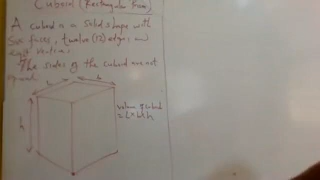 Cuboid (Rectangular
A cuboid is a solid shape with
Six faces, twelve (12) edges, and
eight vertices.
The sides of the cuboid are not
equal.
L
b
h
volume of cuboid
= L×b×h